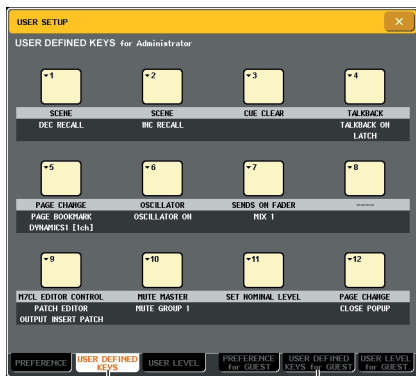 USER SETUP
×
USER DEFINED KEYS for Administrator
1
2
3
4
SCENE
SCENE
CUE CLEAR
TALKBACK
DEC RECALL
INC RECALL
TALKBACK ON
LATCH
5
6
7
8
PAGE CHANGE
OSCILLATOR
SENDS ON FADER
----
PAGE BOOKMARK
DYNAMICS1 [1ch]
OSCILLATOR ON
MIX 1
9
10
11
12
M7CL EDITOR CONTROL
MUTE MASTER
SET NOMINAL LEVEL
PAGE CHANGE
PATCH EDITOR
OUTPUT INSERT PATCH
MUTE GROUP 1
CLOSE POPUP
PREFERENCE
USER DEFINED
KEYS
USER LEVEL
PREFERENCE
for GUEST
USER DEFINED
KEYS for GUEST
USER LEVEL
for GUEST